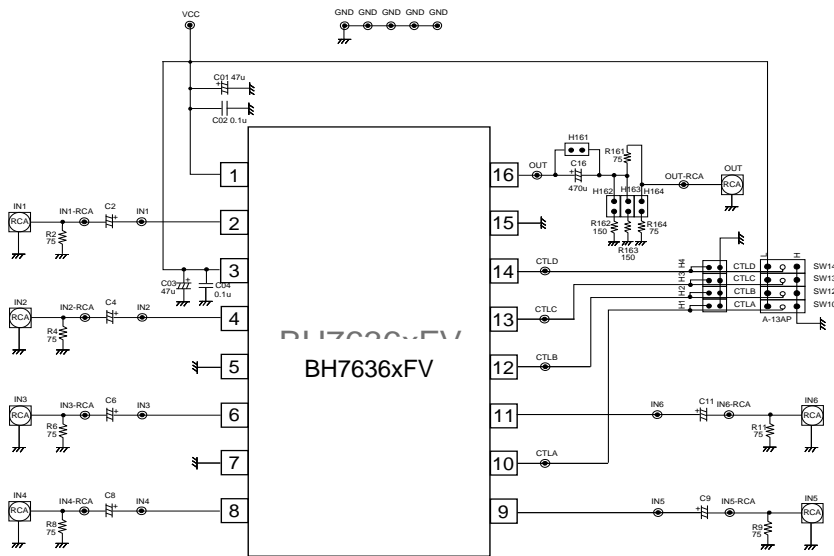 VCC
GND GND GND GND GND
C01 47u
C02 0.1u
H161
R161
75
OUT
C16
470u
H162 H163 H164
OUT-RCA
OUT
RCA
R162
150
R163
150
R164
75
1
16
IN1
RCA
IN1-RCA
C2
IN1
R2
75
2
15
3
14
CTLD
C03
47u
C04
0.1u
H4
H3
H2
H1
CTLD
CTLC
CTLB
CTLA
L
H
SW14
SW13
SW12
SW10
A-13AP
IN2
RCA
IN2-RCA
C4
IN2
R4
75
4
13
CTLC
BH7636xFV
BH7636xFV
5
12
CTLB
IN3
RCA
IN3-RCA
C6
IN3
R6
75
6
11
IN6
C11
IN6-RCA
R11
75
IN6
RCA
7
10
CTLA
IN4
RCA
IN4-RCA
C8
IN4
R8
75
8
9
IN5
C9
IN5-RCA
R9
75
IN5
RCA